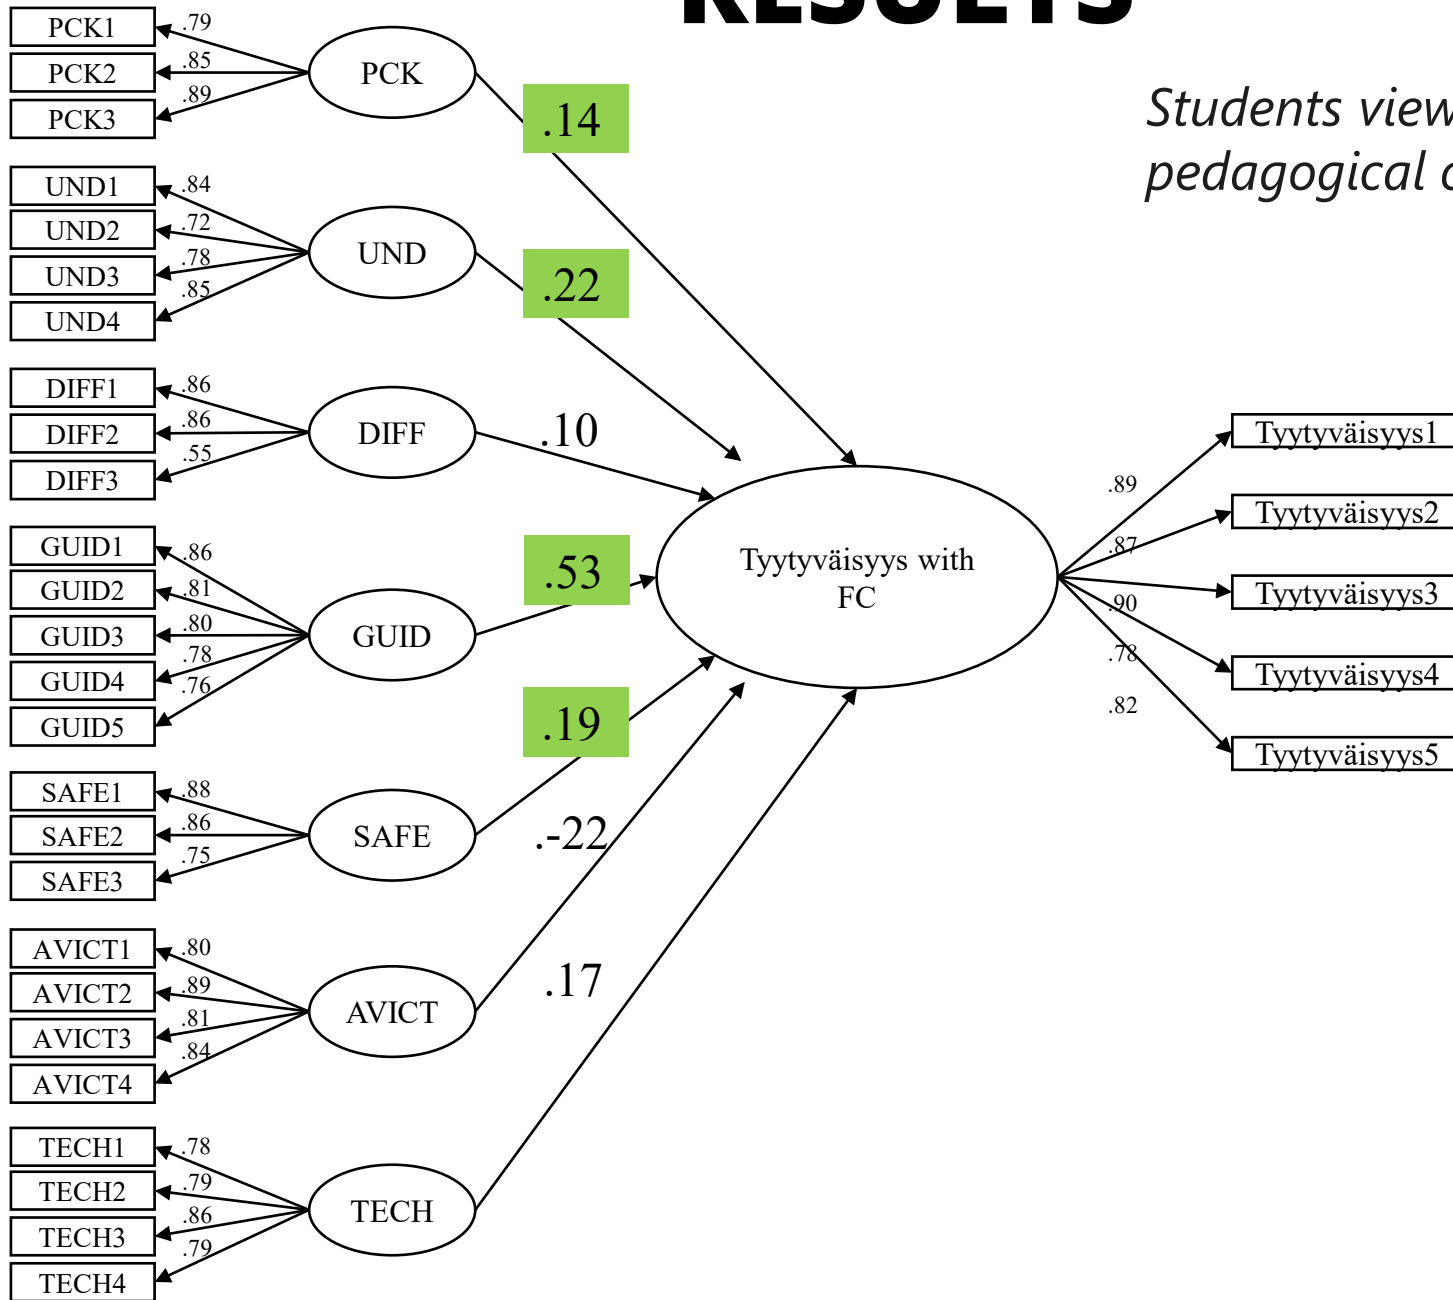 RESULTS
Students view
pedagogical c
PCK1
PCK2
PCK3
.79
.85
.89
PCK
.14
UND1
UND2
UND3
UND4
.84
.72
.78
.85
UND
.22
DIFF1
DIFF2
DIFF3
.86
.86
.55
DIFF
.10
GUID1
GUID2
GUID3
GUID4
GUID5
.86
.81
.80
.78
.76
GUID
.53
SAFE1
SAFE2
SAFE3
.88
.86
.75
SAFE
.19
AVICT1
AVICT2
AVICT3
AVICT4
.80
.89
.81
.84
AVICT
.-22
TECH1
TECH2
TECH3
TECH4
.78
.79
.86
.79
TECH
.17
Tyytyväisyys with
FC
.89
.87
.90
.78
.82
Tyytyväisyys1
Tyytyväisyys2
Tyytyväisyys3
Tyytyväisyys4
Tyytyväisyys5